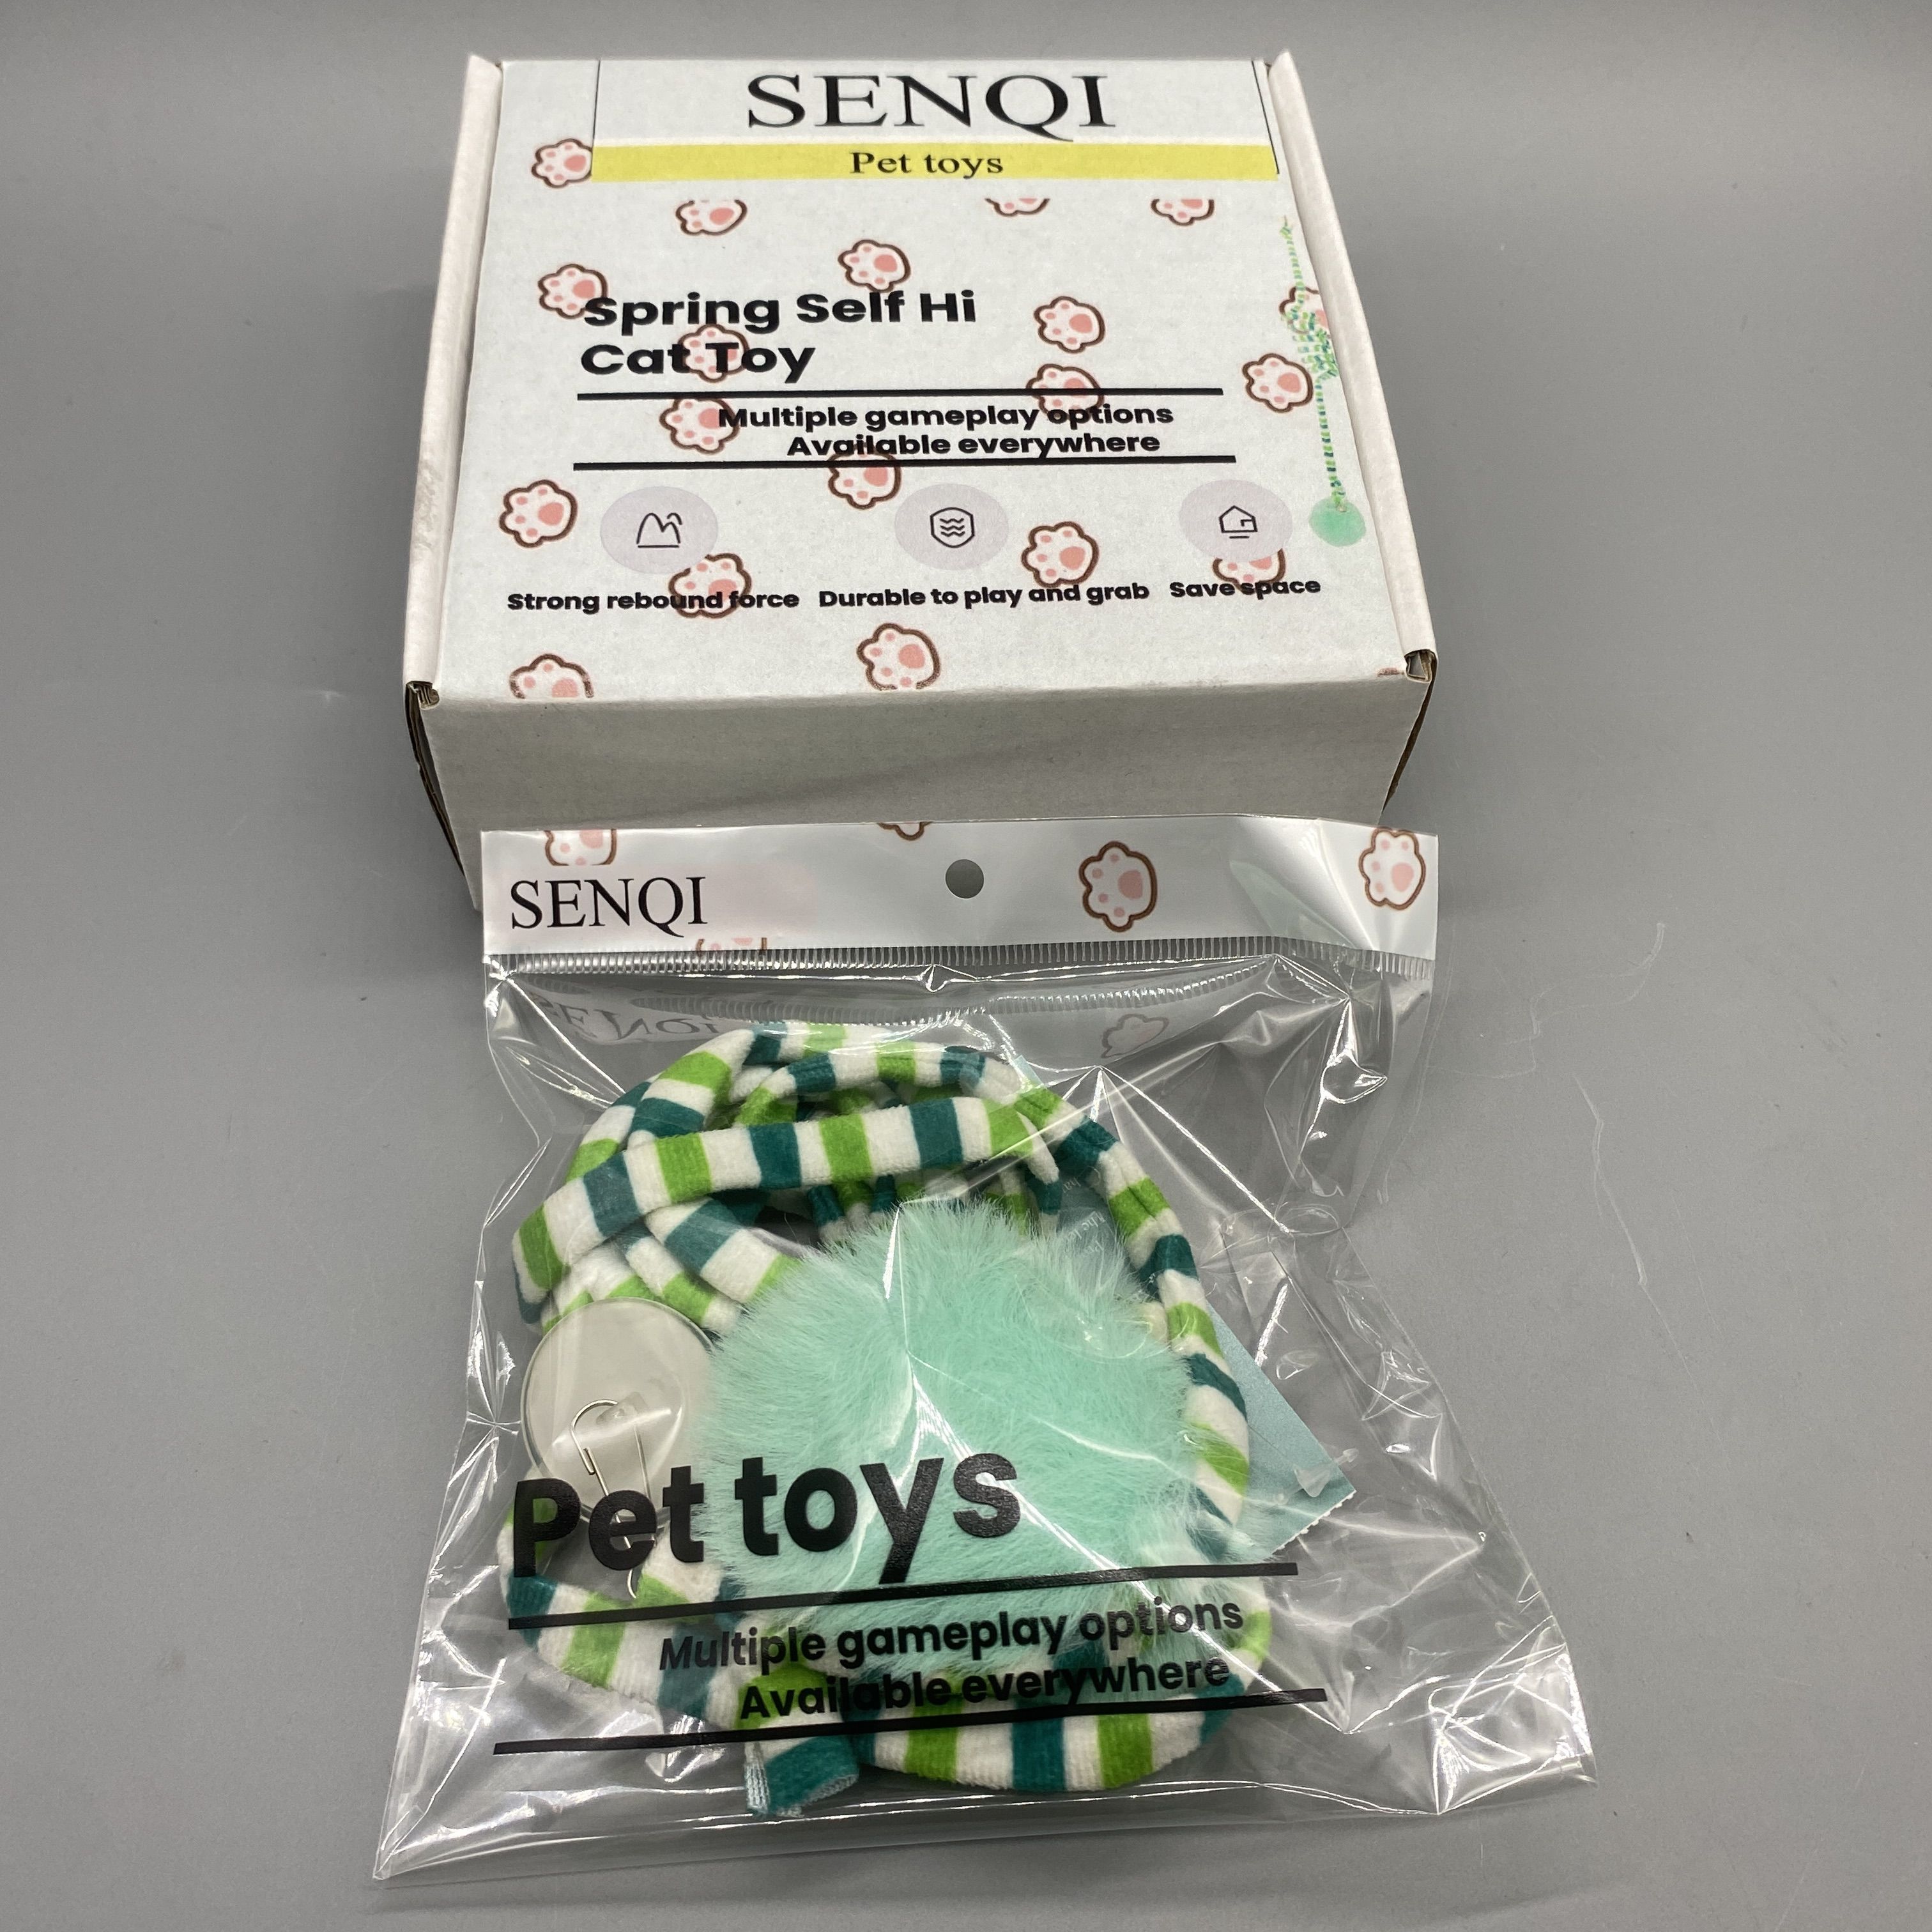 SENQI
Pet toys
Spring Self Hi
Cat Toy
Multiple gameplay options
Available everywhere
Strong rebound force Durable to play and grab Save space
SENQI
Pet toys
Multiple gameplay options
Available everywhere